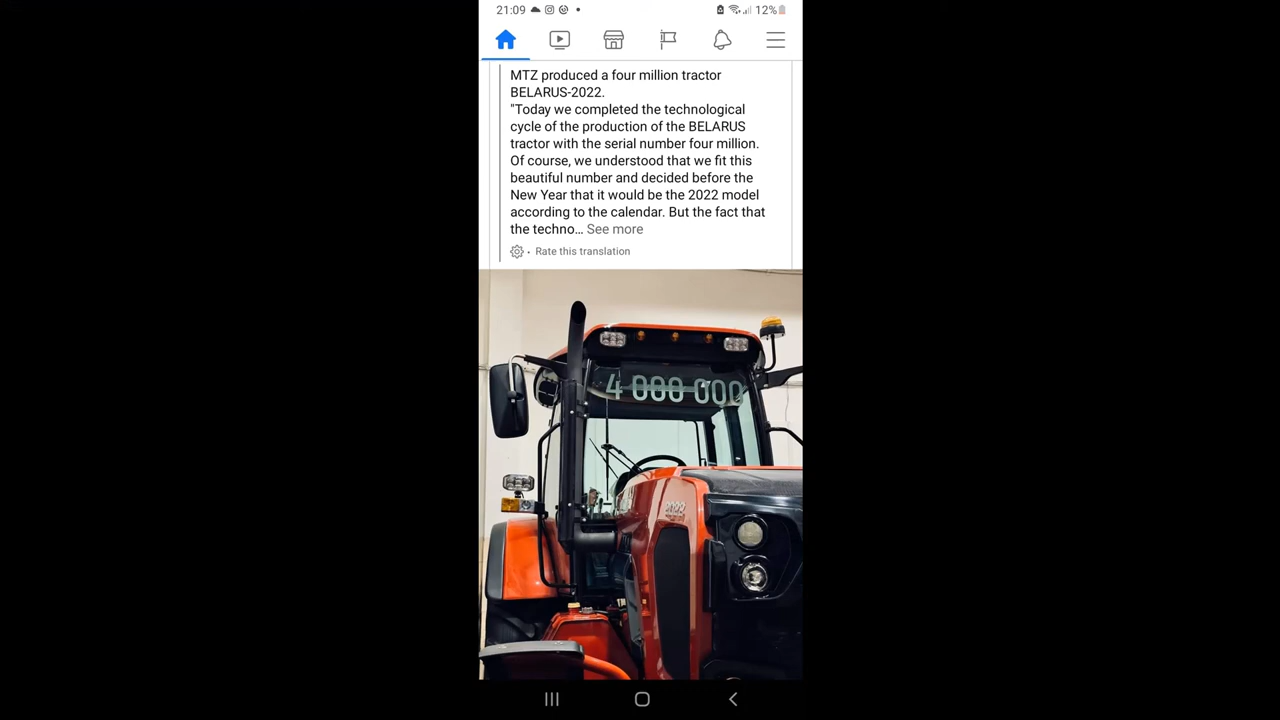 21:09
12%
MTZ produced a four million tractor
BELARUS-2022.
"Today we completed the technological
cycle of the production of the BELARUS
tractor with the serial number four million.
Of course, we understood that we fit this
beautiful number and decided before the
New Year that it would be the 2022 model
according to the calendar. But the fact that
the techno... See more
Rate this translation
4 000 000
2022